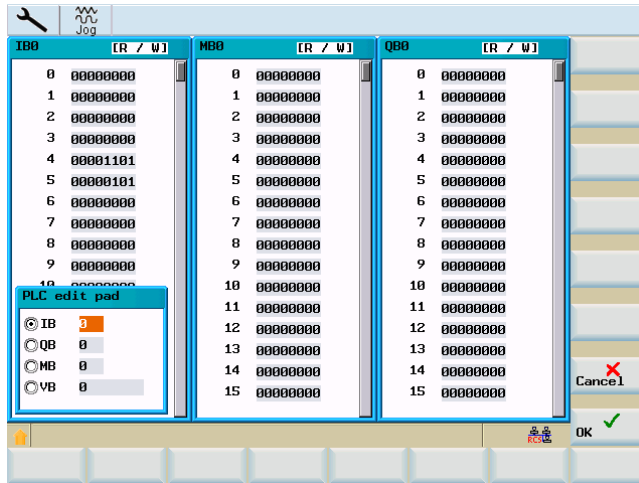 Jog
IB0 [R / W] MB0 [R / W] QB0 [R / W]
0 00000000 0 00000000 0 00000000
1 00000000 1 00000000 1 00000000
2 00000000 2 00000000 2 00000000
3 00000000 3 00000000 3 00000000
4 00001101 4 00000000 4 00000000
5 00000101 5 00000000 5 00000000
6 00000000 6 00000000 6 00000000
7 00000000 7 00000000 7 00000000
8 00000000 8 00000000 8 00000000
9 00000000 9 00000000 9 00000000
10 00000000 10 00000000 10 00000000
PLC edit pad 11 00000000 11 00000000
IB 0 12 00000000 12 00000000
QB 0 13 00000000 13 00000000
MB 0 14 00000000 14 00000000
VB 0 15 00000000 15 00000000
Cancel
OK
RCS